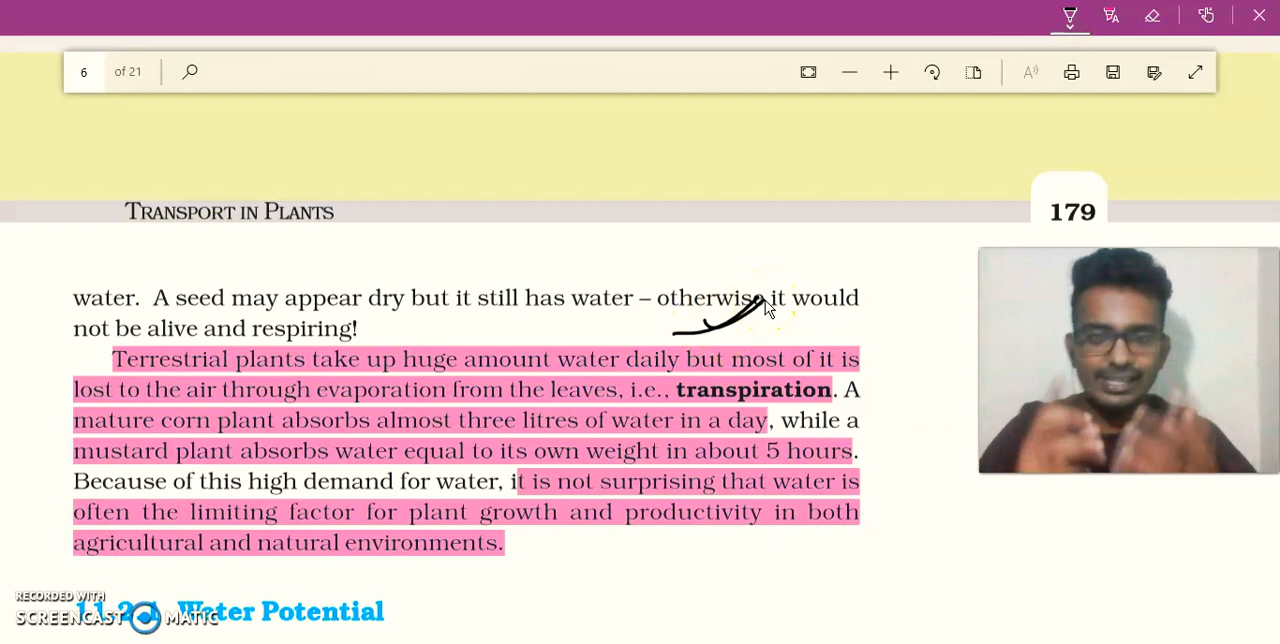 6 of 21
TRANSPORT IN PLANTS
179
water. A seed may appear dry but it still has water – otherwise it would
not be alive and respiring!
Terrestrial plants take up huge amount water daily but most of it is
lost to the air through evaporation from the leaves, i.e., transpiration. A
mature corn plant absorbs almost three litres of water in a day, while a
mustard plant absorbs water equal to its own weight in about 5 hours.
Because of this high demand for water, it is not surprising that water is
often the limiting factor for plant growth and productivity in both
agricultural and natural environments.
RECORDED WITH
SCREENCAST MATIC
Water Potential